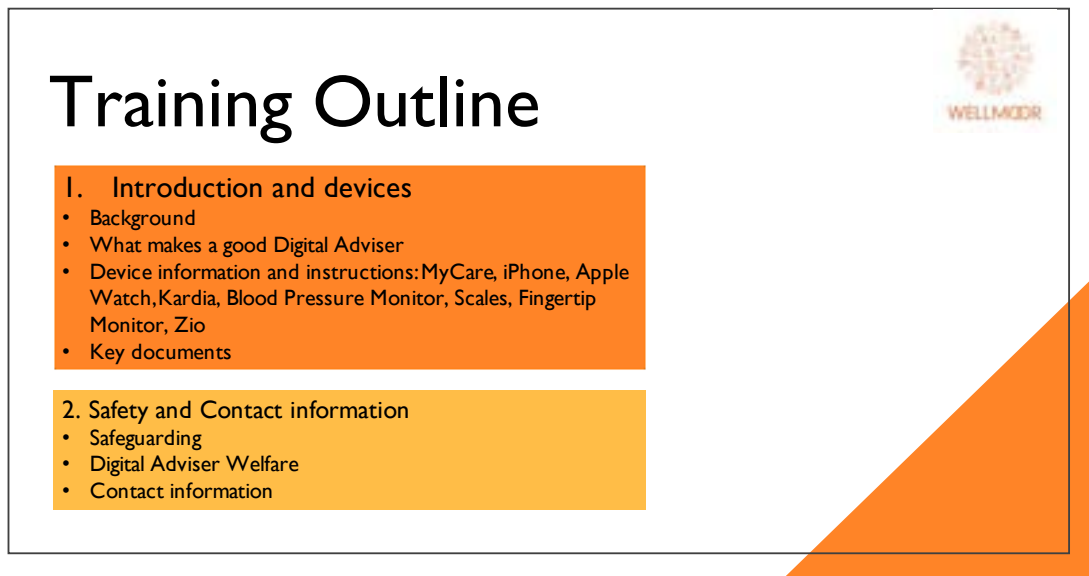 Training Outline
WELLMODR
1. Introduction and devices
• Background
• What makes a good Digital Adviser
• Device information and instructions: MyCare, iPhone, Apple
Watch, Kardia, Blood Pressure Monitor, Scales, Fingertip
Monitor, Zio
• Key documents
2. Safety and Contact information
• Safeguarding
• Digital Adviser Welfare
• Contact information